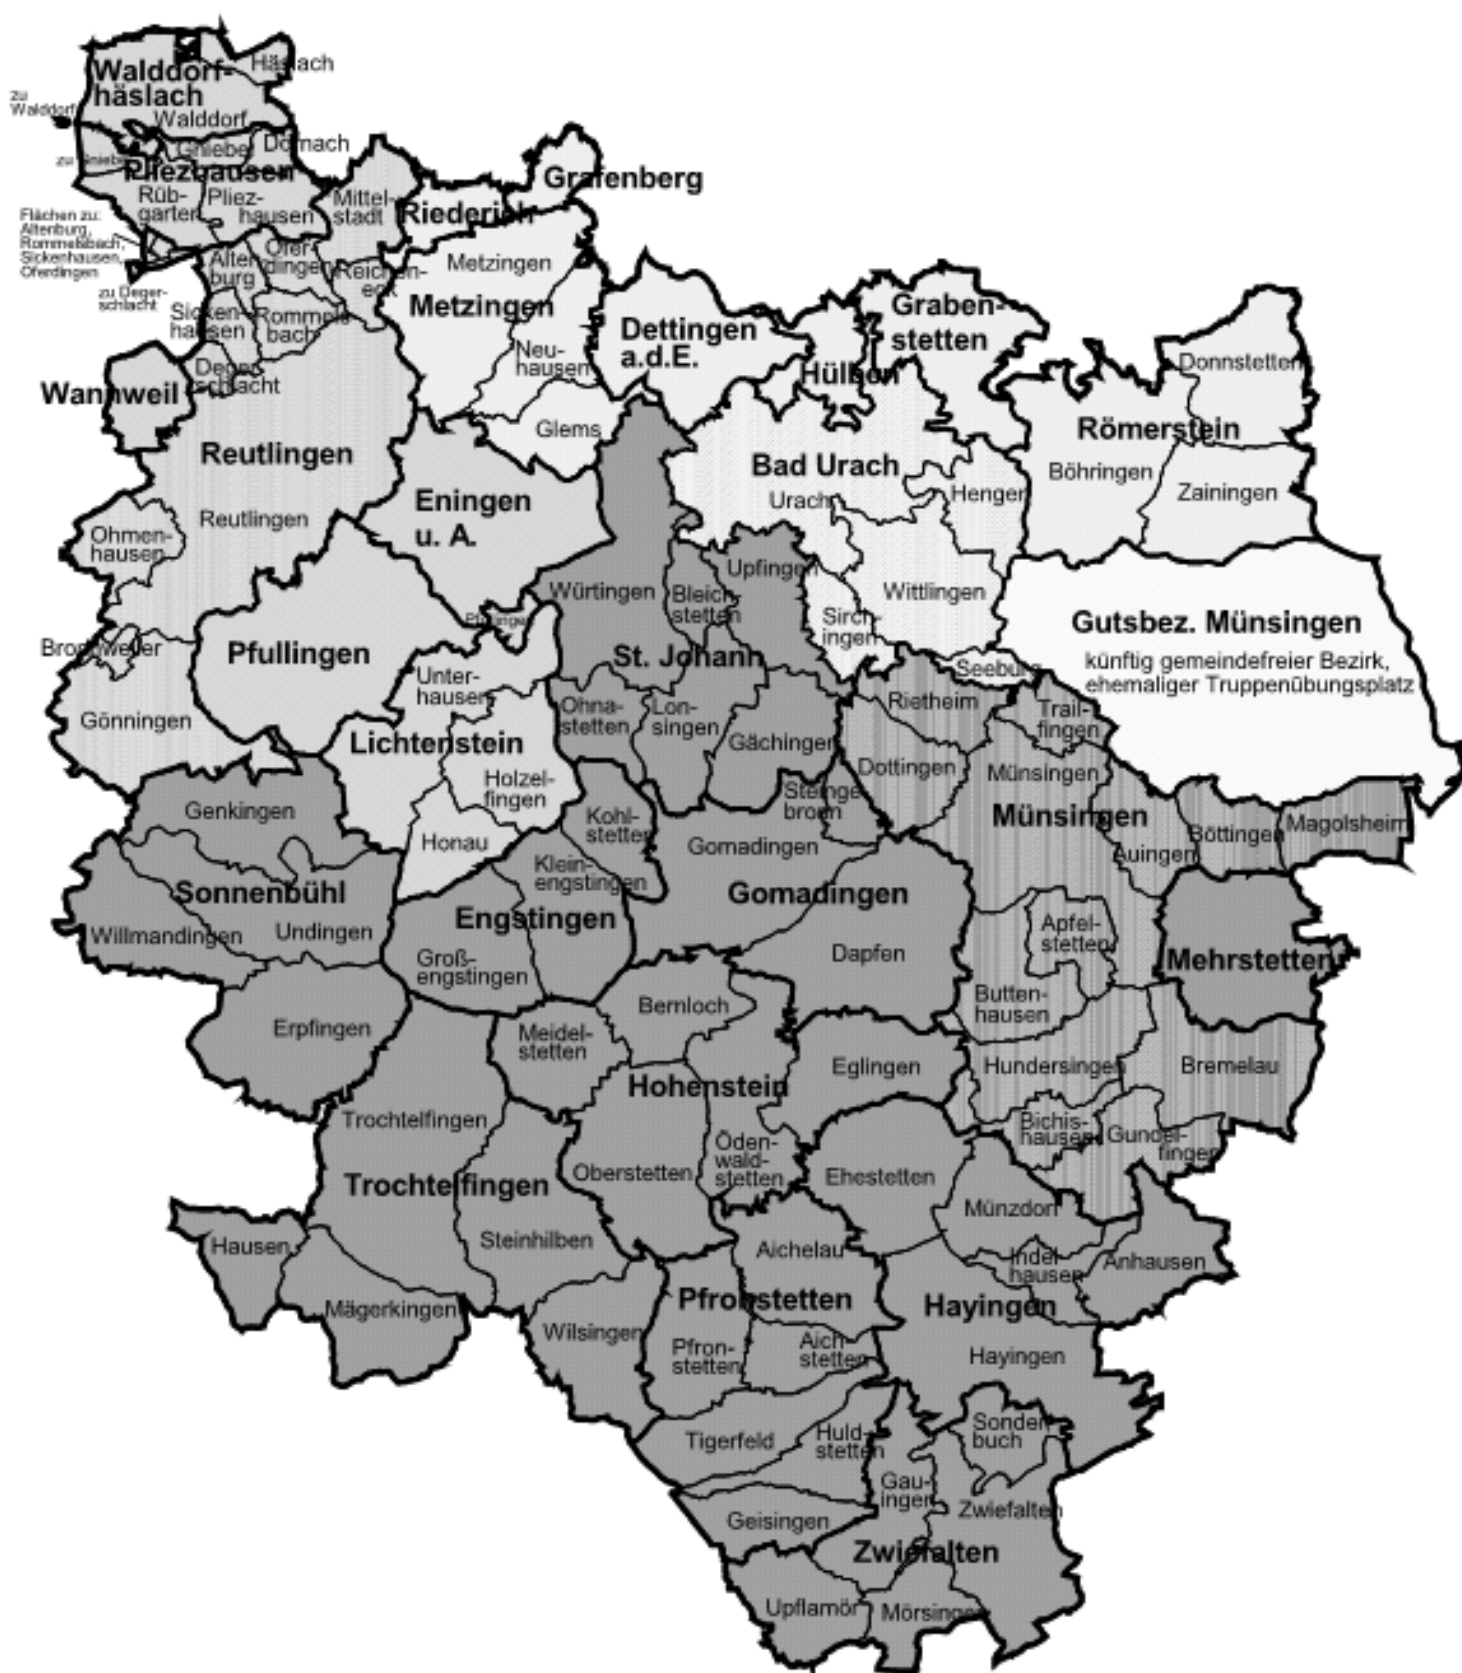 Häslach
Walddorf-
häslach
zu
Walddorf
Walddorf
Dörnach
Gniebel
zu Gniebel
Pliezhausen
Rüb-
garten
Pliez-
hausen
Mittel-
stadt
Riederich
Grafenberg
Flächen zu:
Altenburg,
Rommelsbach,
Sickenhausen,
Oferdingen
zu Deger-
schlacht
Alten
burg
Ofer-
dingen
Reichen-
eck
Sicken-
hausen
Rommels
bach
Deger
schlacht
Metzingen
Metzingen
Neu-
hausen
Glems
Dettingen
a.d.E.
Hülben
Graben-
stetten
Donnstetten
Römerstein
Böhringen
Zainingen
Wannweil
Reutlingen
Reutlingen
Ohmen-
hausen
Eningen
u. A.
Bad Urach
Urach
Hengen
Wittlingen
Sirch-
ingen
Seeburg
Gutsbez. Münsingen
künftig gemeindefreier Bezirk,
ehemaliger Truppenübungsplatz
Bronnweiler
Gönningen
Pfullingen
Pfullingen
Würtingen
Bleich-
stetten
Upfingen
St. Johann
Ohna-
stetten
Lon-
singen
Gächingen
Unter-
hausen
Lichtenstein
Holzel-
fingen
Honau
Rietheim
Trail-
fingen
Dottingen
Münsingen
Münsingen
Auingen
Böttingen
Magolsheim
Genkingen
Sonnenbühl
Willmandingen
Undingen
Erpfingen
Kohl-
stetten
Klein-
engstingen
Engstingen
Groß-
engstingen
Steinge
bronn
Gomadingen
Gomadingen
Dapfen
Apfel-
stetten
Mehrstetten
Butten-
hausen
Hundersingen
Bremelau
Bichis-
hausen
Gundel-
fingen
Bernloch
Meidel-
stetten
Hohenstein
Eglingen
Oberstetten
Öden-
wald-
stetten
Trochtelfingen
Trochtelfingen
Steinhilben
Hausen
Mägerkingen
Wilsingen
Ehestetten
Münzdorf
Indel
hausen
Anhausen
Hayingen
Hayingen
Aichelau
Pfronstetten
Pfron-
stetten
Aich-
stetten
Tigerfeld
Huld-
stetten
Geisingen
Sonder
buch
Gau-
ingen
Zwiefalten
Zwiefalten
Upflamör
Mörsingen